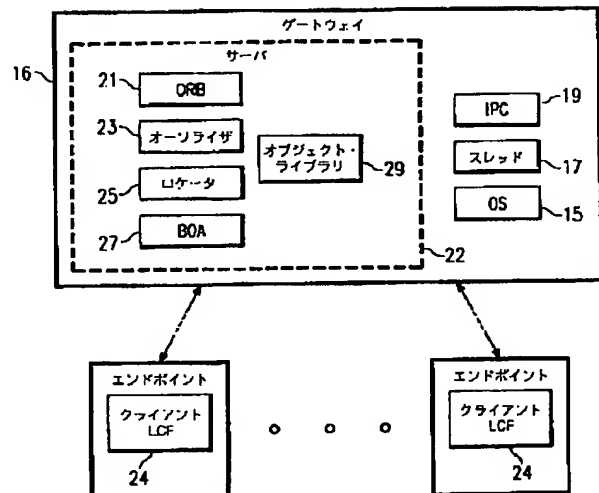 ゲートウェイ
16
サーバ
21
ORB
23
オーソライザ
25
ロケータ
27
BOA
オブジェクト・
ライブラリ
29
22
IPC
19
スレッド
17
OS
15
エンドポイント
クライアント
LCF
24
エンドポイント
クライアント
LCF
24